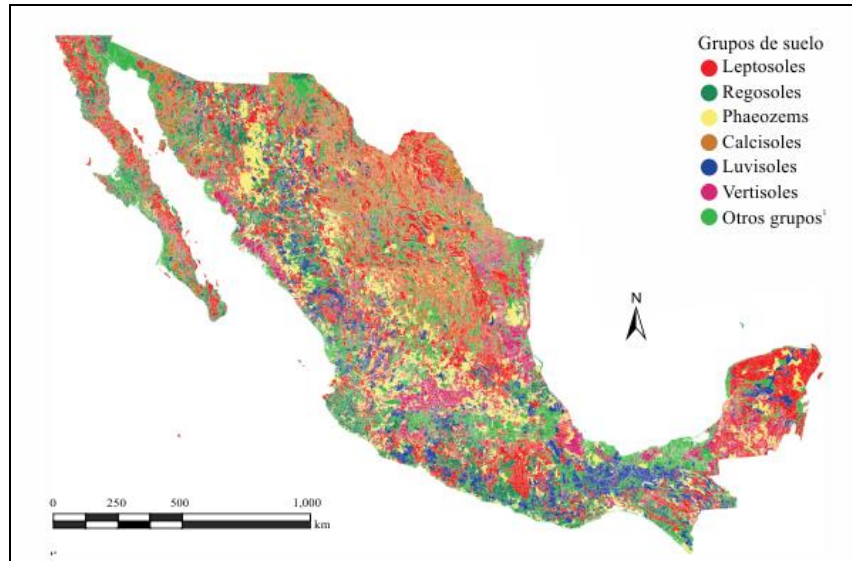 Grupos de suelo
Leptosoles
Regosoles
Phaeozems
Calcisoles
Luvisoles
Vertisoles
Otros grupos¹
N
0 250 500 1,000
km